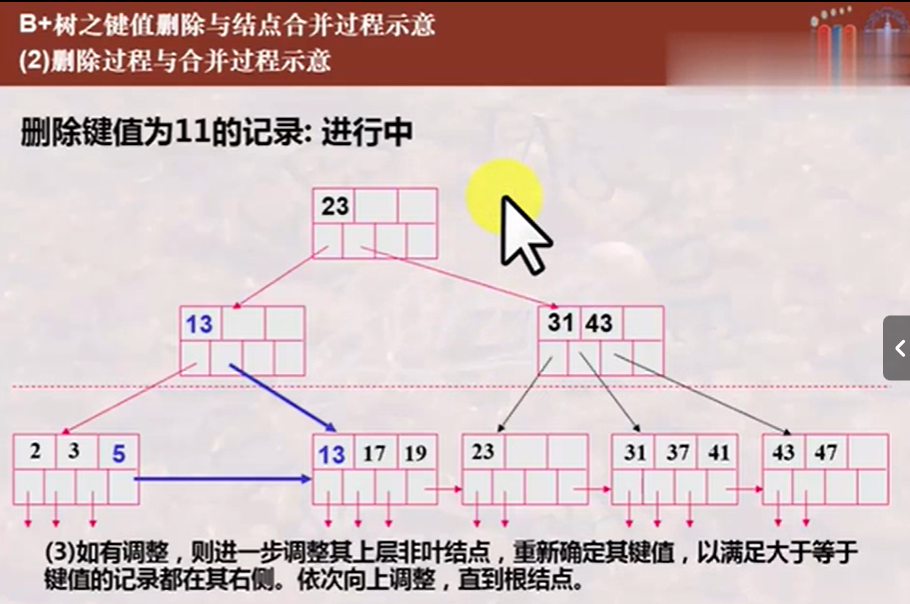 B+树之键值删除与结点合并过程示意
(2)删除过程与合并过程示意
删除键值为11的记录: 进行中
23
13
31 43
2 3 5
13 17 19
23
31 37 41
43 47
(3)如有调整，则进一步调整其上层非叶结点，重新确定其键值，以满足大于等于
键值的记录都在其右侧。依次向上调整，直到根结点。